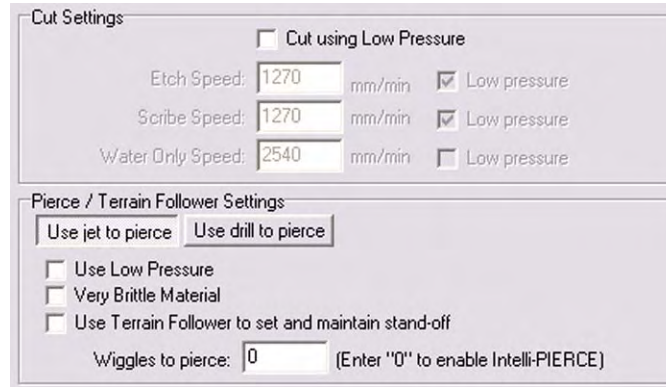 Cut Settings
Cut using Low Pressure
Etch Speed: 1270 mm/min Low pressure
Scribe Speed: 1270 mm/min Low pressure
Water Only Speed: 2540 mm/min Low pressure
Pierce / Terrain Follower Settings
Use jet to pierce Use drill to pierce
Use Low Pressure
Very Brittle Material
Use Terrain Follower to set and maintain stand-off
Wiggles to pierce: 0 (Enter "0" to enable Intelli-PIERCE)